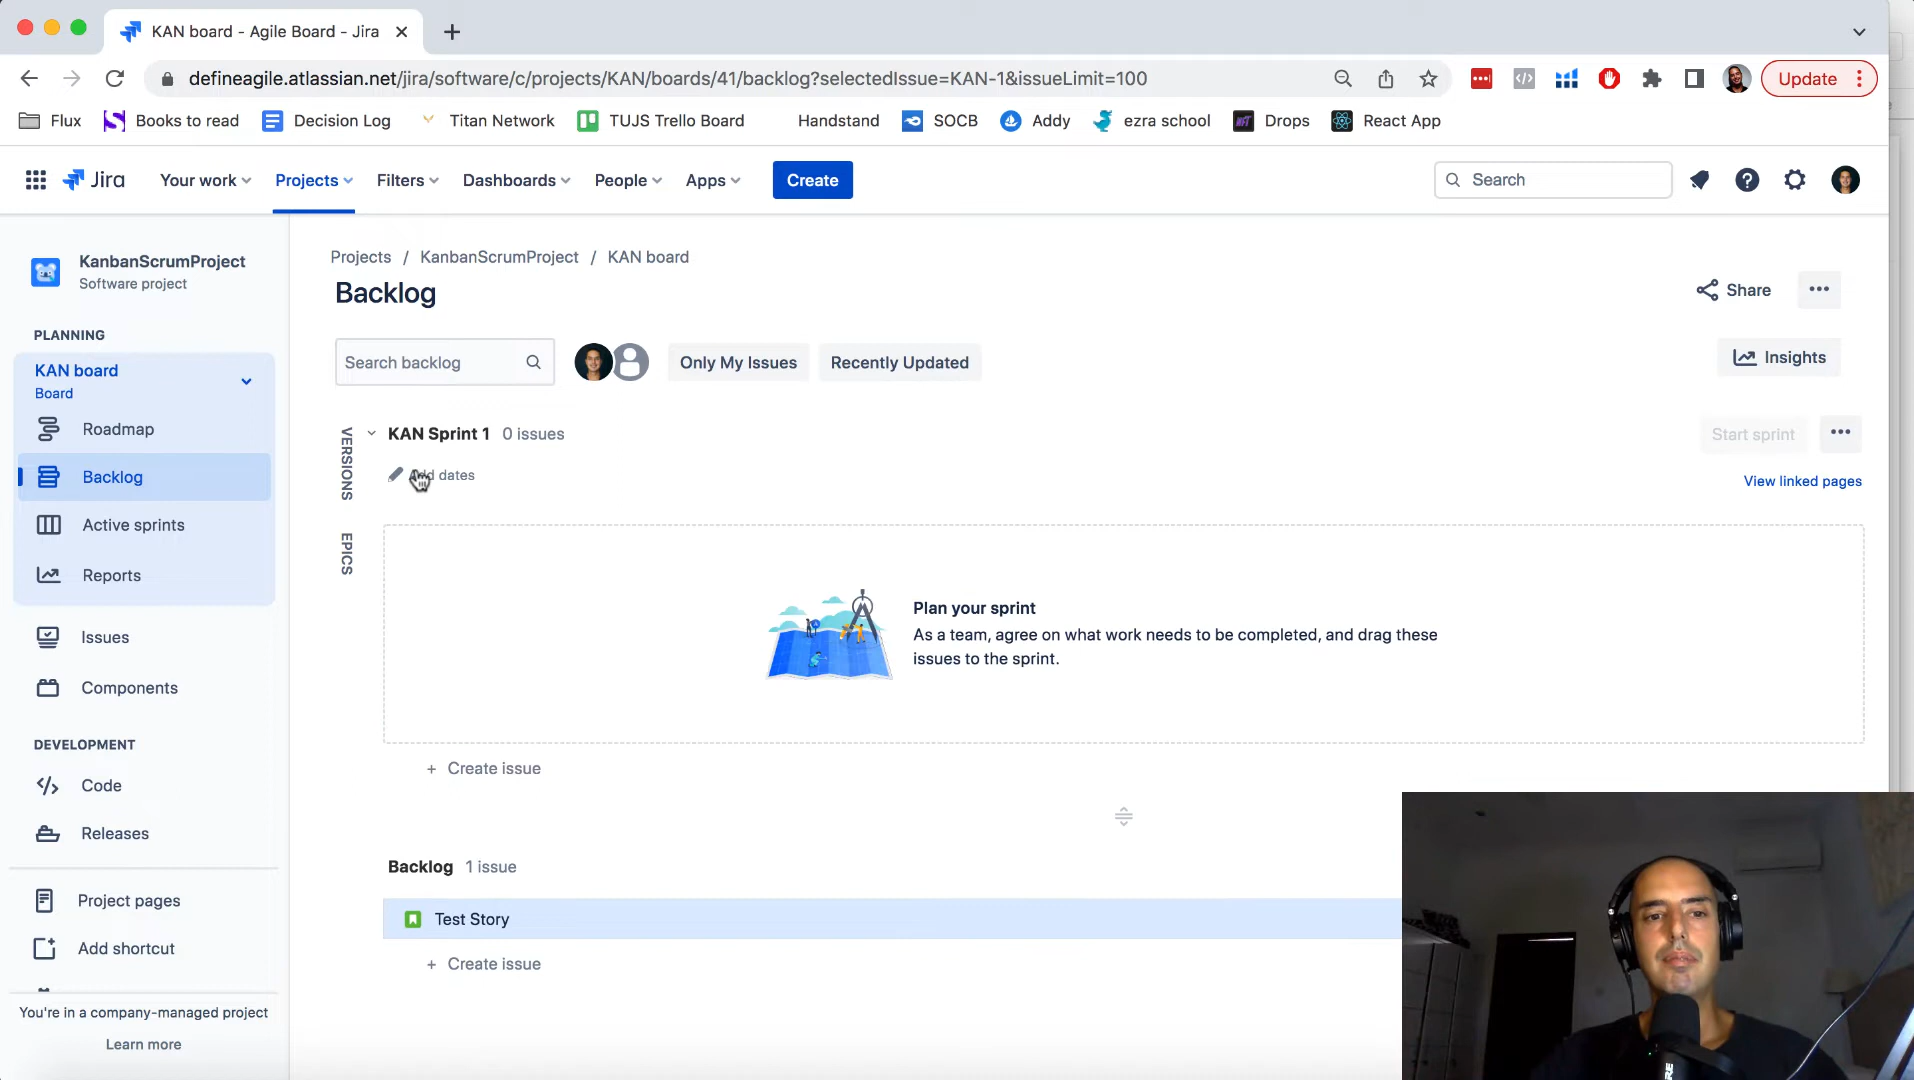 KAN board - Agile Board - Jira
defineagile.atlassian.net/jira/software/c/projects/KAN/boards/41/backlog?selectedIssue=KAN-1&issueLimit=100
Update
Flux
Books to read
Decision Log
Titan Network
TUJS Trello Board
Handstand
SOCB
Addy
ezra school
Drops
React App
Jira
Your work
Projects
Filters
Dashboards
People
Apps
Create
Search
KanbanScrumProject
Software project
PLANNING
KAN board
Board
Roadmap
Backlog
Active sprints
Reports
Issues
Components
DEVELOPMENT
Code
Releases
Project pages
Add shortcut
You're in a company-managed project
Learn more
Projects / KanbanScrumProject / KAN board
Backlog
Share
Search backlog
Only My Issues
Recently Updated
Insights
VERSIONS
EPICS
KAN Sprint 1 0 issues
Start sprint
Add dates
View linked pages
Plan your sprint
As a team, agree on what work needs to be completed, and drag these
issues to the sprint.
+ Create issue
Backlog 1 issue
Test Story
+ Create issue